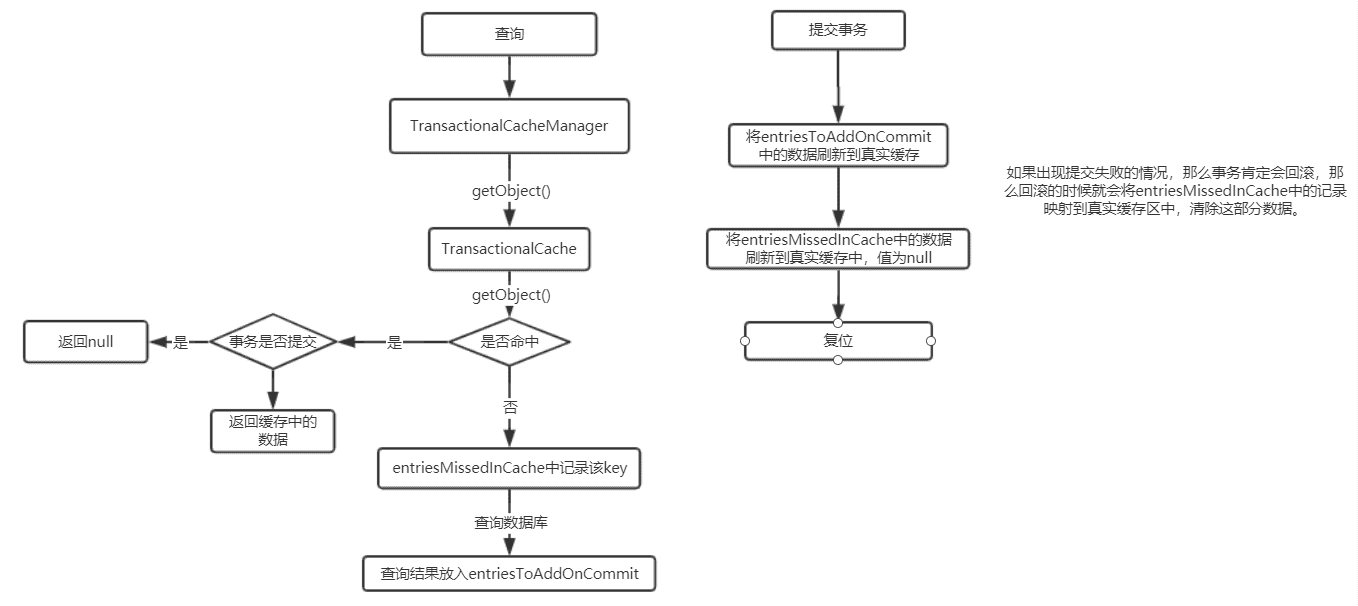 查询
TransactionalCacheManager
getObject()
TransactionalCache
getObject()
是否命中
是
事务是否提交
是
返回null
返回缓存中的
数据
否
entriesMissedInCache中记录该key
查询数据库
查询结果放入entriesToAddOnCommit
提交事务
将entriesToAddOnCommit
中的数据刷新到真实缓存
将entriesMissedInCache中的数据
刷新到真实缓存中，值为null
复位
如果出现提交失败的情况，那么事务肯定会回滚，那
么回滚的时候就会将entriesMissedInCache中的记录
映射到真实缓存区中，清除这部分数据。